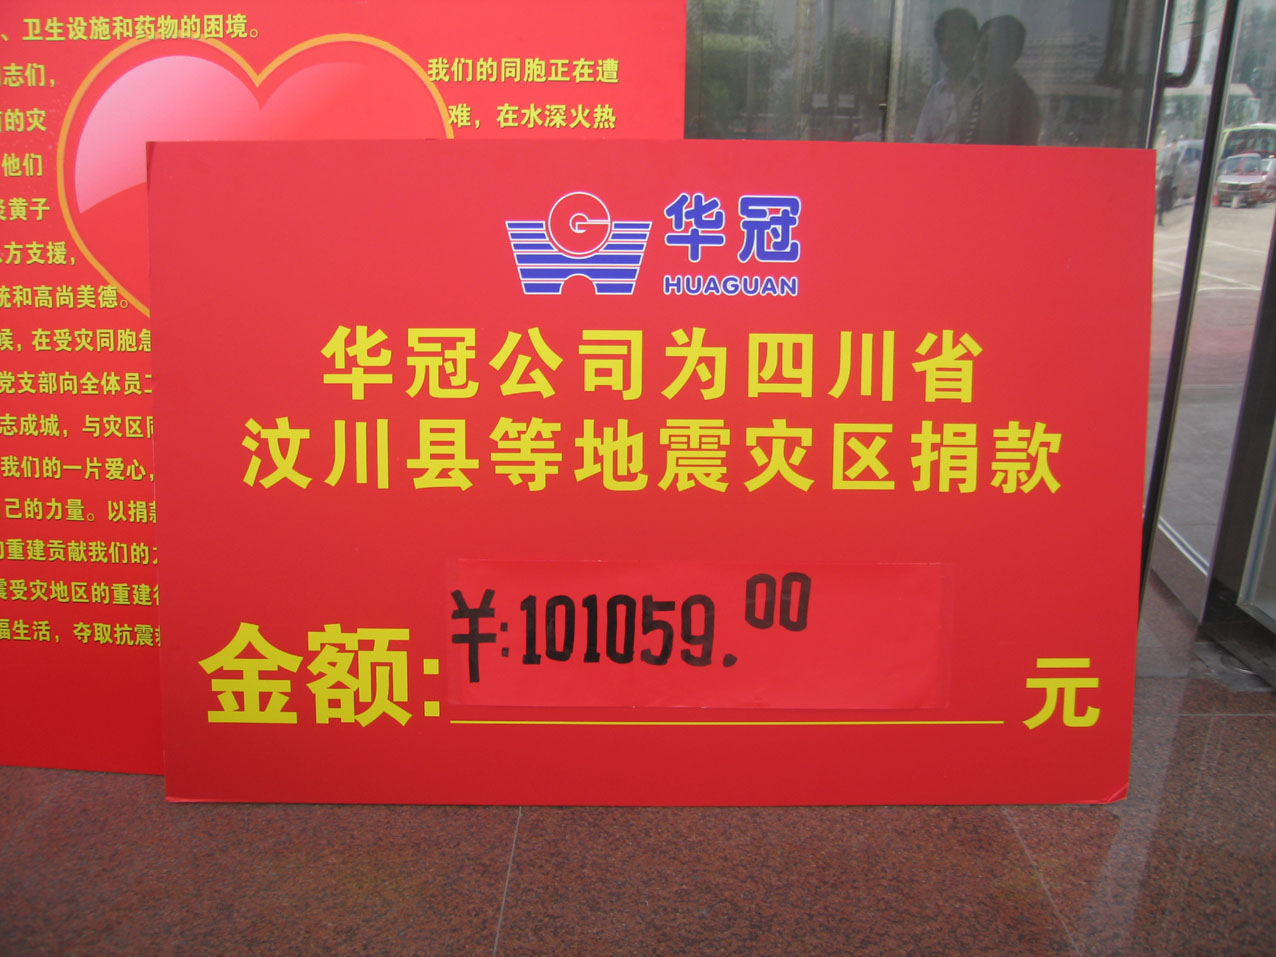 、卫生设施和药物的困境。
志们,
我们的同胞正在遭
的灾
难，在水深火热
他们
黄子
方支援,
统和高尚美德。
候，在受灾同胞急
党支部向全体员工
志成城，与灾区同
我们的一片爱心,
己的力量。以捐款
重建贡献我们的力
震受灾地区的重建
福生活，夺取抗震
华冠
HUAGUAN
华冠公司为四川省
汶川县等地震灾区捐款
金额: ¥:101059.00 元